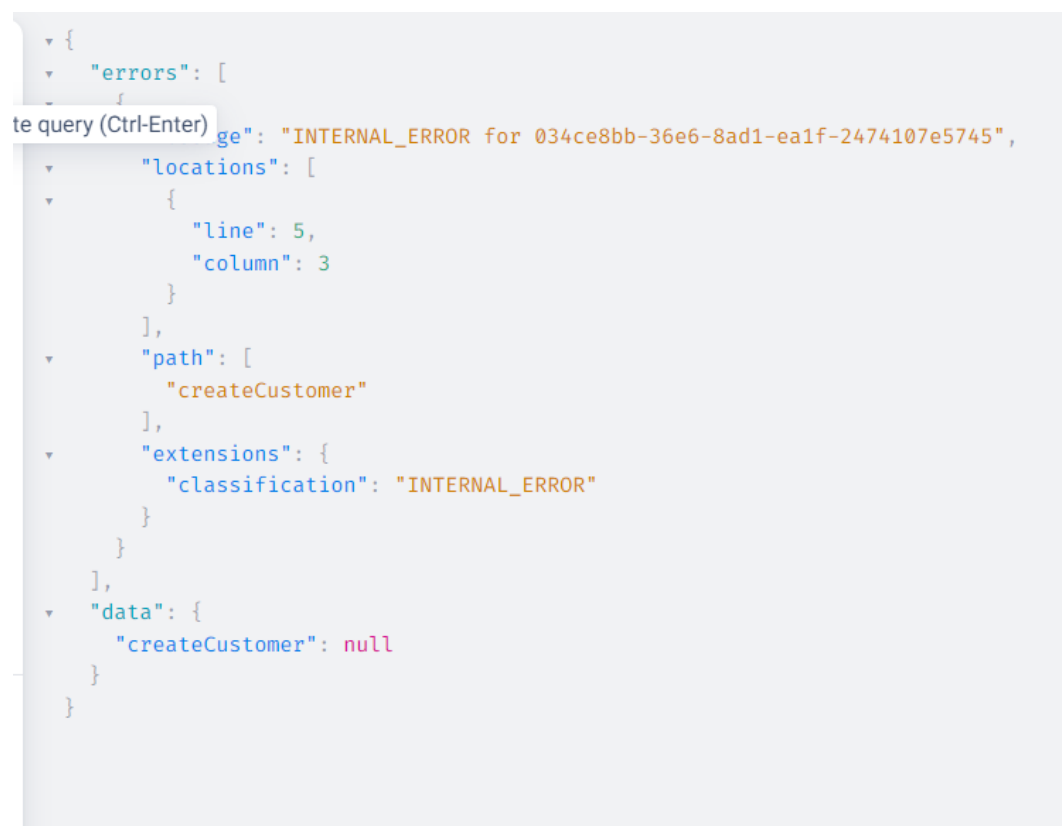 {
"errors": [
{
te query (Ctrl-Enter)
ge": "INTERNAL_ERROR for 034ce8bb-36e6-8ad1-ea1f-2474107e5745",
"locations": [
{
"line": 5,
"column": 3
}
],
"path": [
"createCustomer"
],
"extensions": {
"classification": "INTERNAL_ERROR"
}
}
],
"data": {
"createCustomer": null
}
}